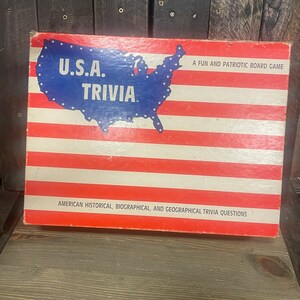 U.S.A.
TRIVIA
A FUN AND PATRIOTIC BOARD GAME
AMERICAN HISTORICAL, BIOGRAPHICAL, AND GEOGRAPHICAL TRIVIA QUESTIONS